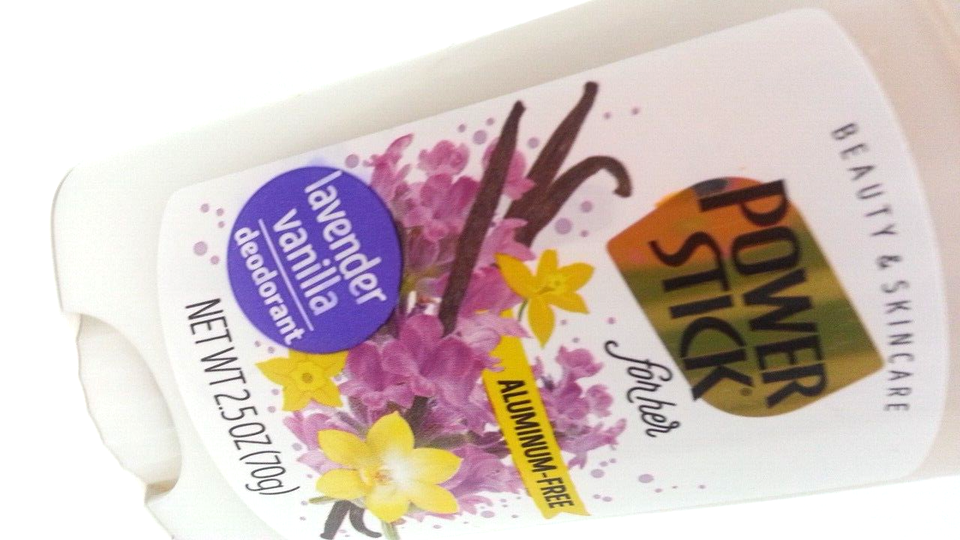 BEAUTY & SKINCARE
POWER
STICK
for her
ALUMINUM-FREE
lavender
vanilla
deodorant
NET WT 2.5 OZ (70g)